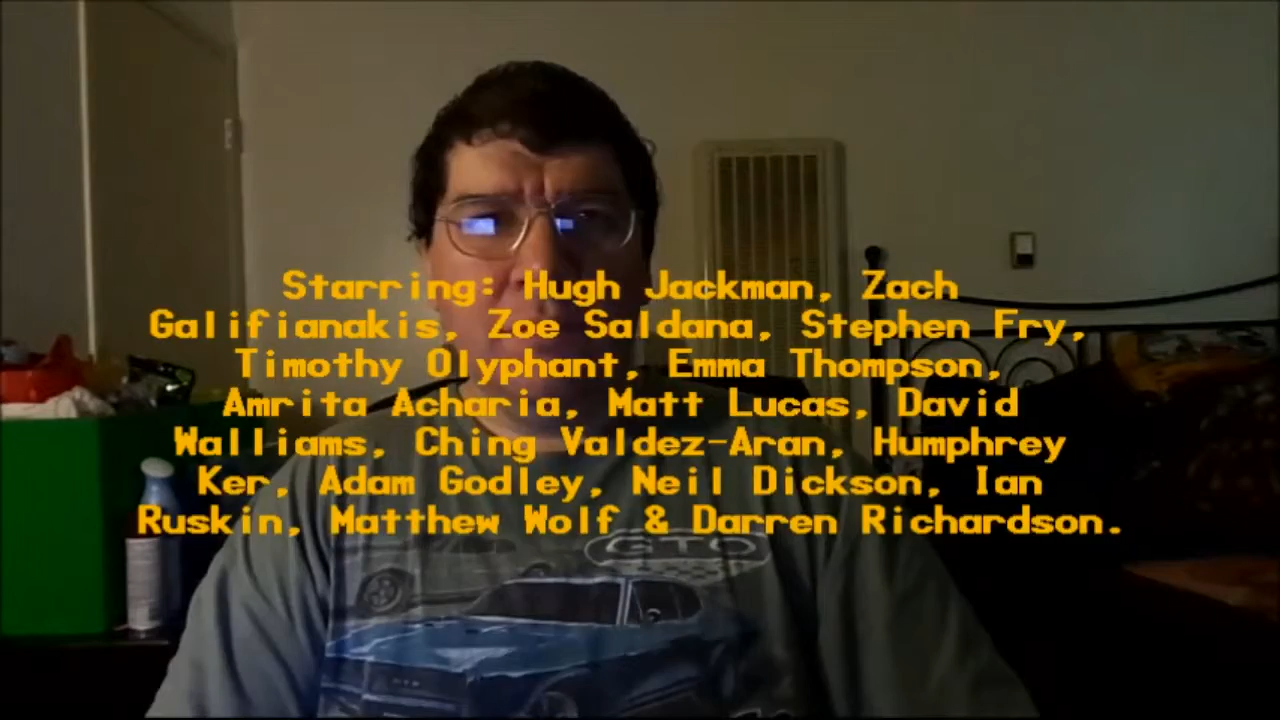 Starring: Hugh Jackman, Zach
Galifianakis, Zoe Saldana, Stephen Fry,
Timothy Olyphant, Emma Thompson,
Amrita Acharia, Matt Lucas, David
Walliams, Ching Valdez-Aran, Humphrey
Ker, Adam Godley, Neil Dickson, Ian
Ruskin, Matthew Wolf & Darren Richardson.
GTO